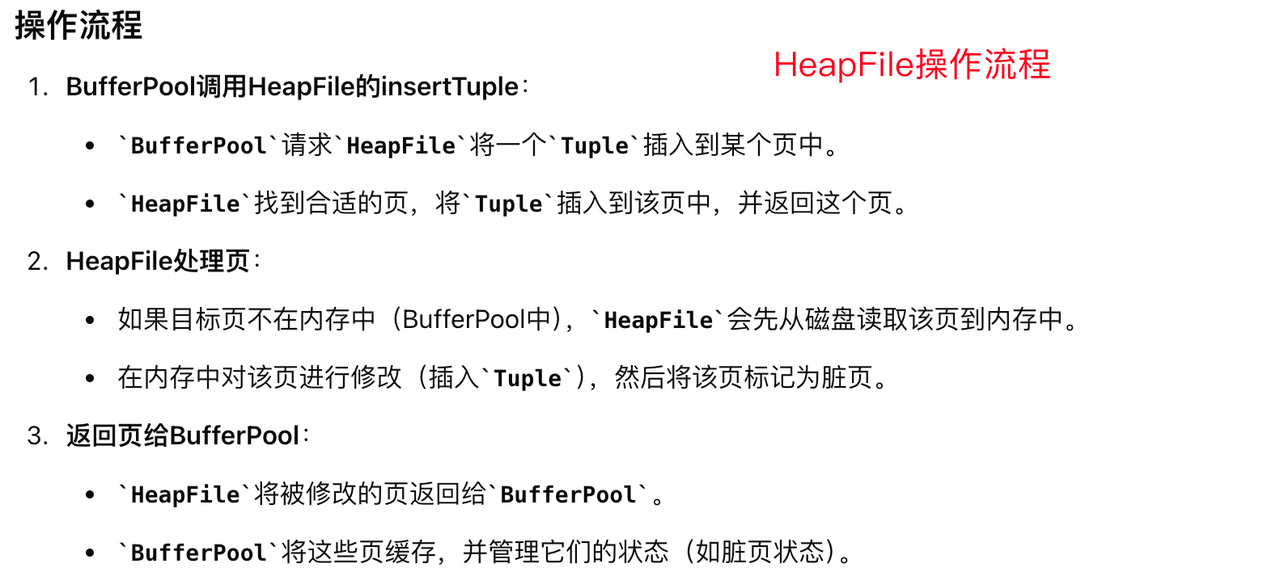 操作流程
HeapFile操作流程
1. BufferPool调用HeapFile的insertTuple：
• `BufferPool`请求`HeapFile`将一个`Tuple`插入到某个页中。
• `HeapFile`找到合适的页，将`Tuple`插入到该页中，并返回这个页。
2. HeapFile处理页：
• 如果目标页不在内存中（BufferPool中），`HeapFile`会先从磁盘读取该页到内存中。
• 在内存中对该页进行修改（插入`Tuple`），然后将该页标记为脏页。
3. 返回页给BufferPool：
• `HeapFile`将被修改的页返回给`BufferPool`。
• `BufferPool`将这些页缓存，并管理它们的状态（如脏页状态）。